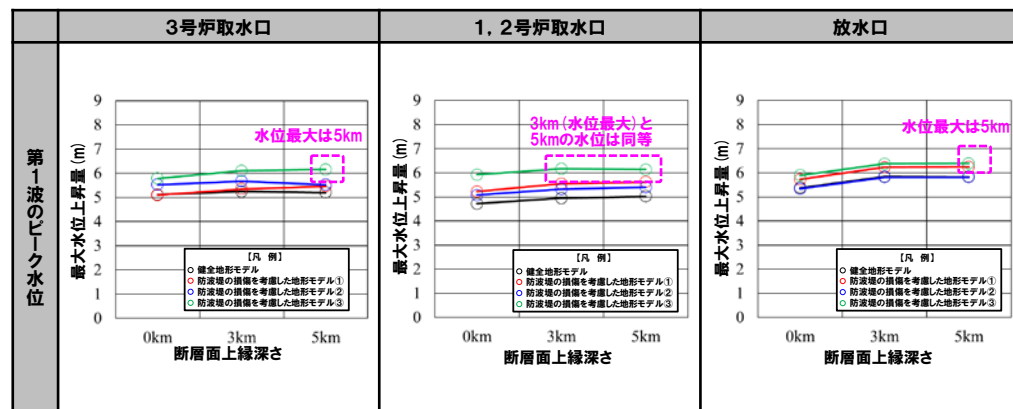 3号炉取水口
1，2号炉取水口
放水口
第1波のピーク水位
最大水位上昇量(m)
9
8
7
6
5
4
3
2
1
0
水位最大は5km
【凡 例】
健全地形モデル
防波堤の損傷を考慮した地形モデル①
防波堤の損傷を考慮した地形モデル②
防波堤の損傷を考慮した地形モデル③
0km
3km
5km
断層面上縁深さ
最大水位上昇量(m)
9
8
7
6
5
4
3
2
1
0
3km(水位最大)と
5kmの水位は同等
【凡 例】
健全地形モデル
防波堤の損傷を考慮した地形モデル①
防波堤の損傷を考慮した地形モデル②
防波堤の損傷を考慮した地形モデル③
0km
3km
5km
断層面上縁深さ
最大水位上昇量(m)
9
8
7
6
5
4
3
2
1
0
水位最大は5km
【凡 例】
健全地形モデル
防波堤の損傷を考慮した地形モデル①
防波堤の損傷を考慮した地形モデル②
防波堤の損傷を考慮した地形モデル③
0km
3km
5km
断層面上縁深さ